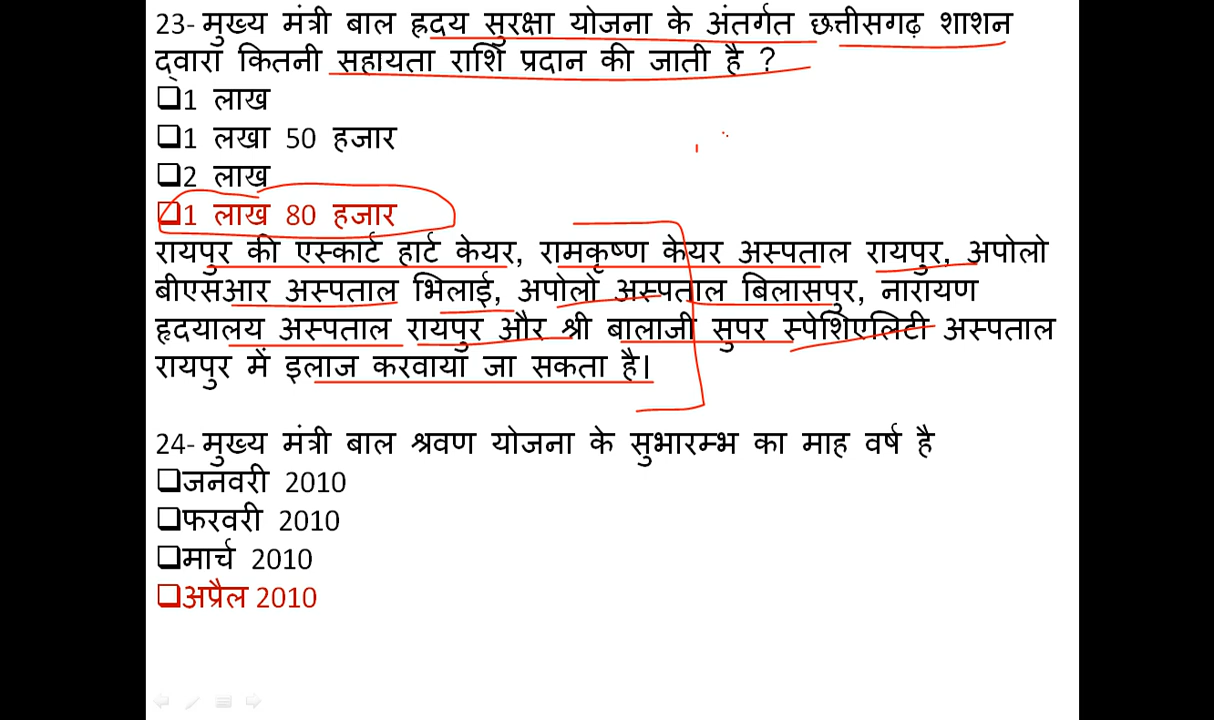 23- मुख्य मंत्री बाल ह्रदय सुरक्षा योजना के अंतर्गत छत्तीसगढ़ शाशन
द्वारा कितनी सहायता राशि प्रदान की जाती है ?
❑1 लाख
❑1 लखा 50 हजार
❑2 लाख
❑1 लाख 80 हजार
रायपुर की एस्कार्ट हार्ट केयर, रामकृष्ण केयर अस्पताल रायपुर, अपोलो
बीएसआर अस्पताल भिलाई, अपोलो अस्पताल बिलासपुर, नारायण
हृदयालय अस्पताल रायपुर और श्री बालाजी सुपर स्पेशिएलिटी अस्पताल
रायपुर में इलाज करवाया जा सकता है।
24- मुख्य मंत्री बाल श्रवण योजना के सुभारम्भ का माह वर्ष है
❑जनवरी 2010
❑फरवरी 2010
❑मार्च 2010
❑अप्रैल 2010